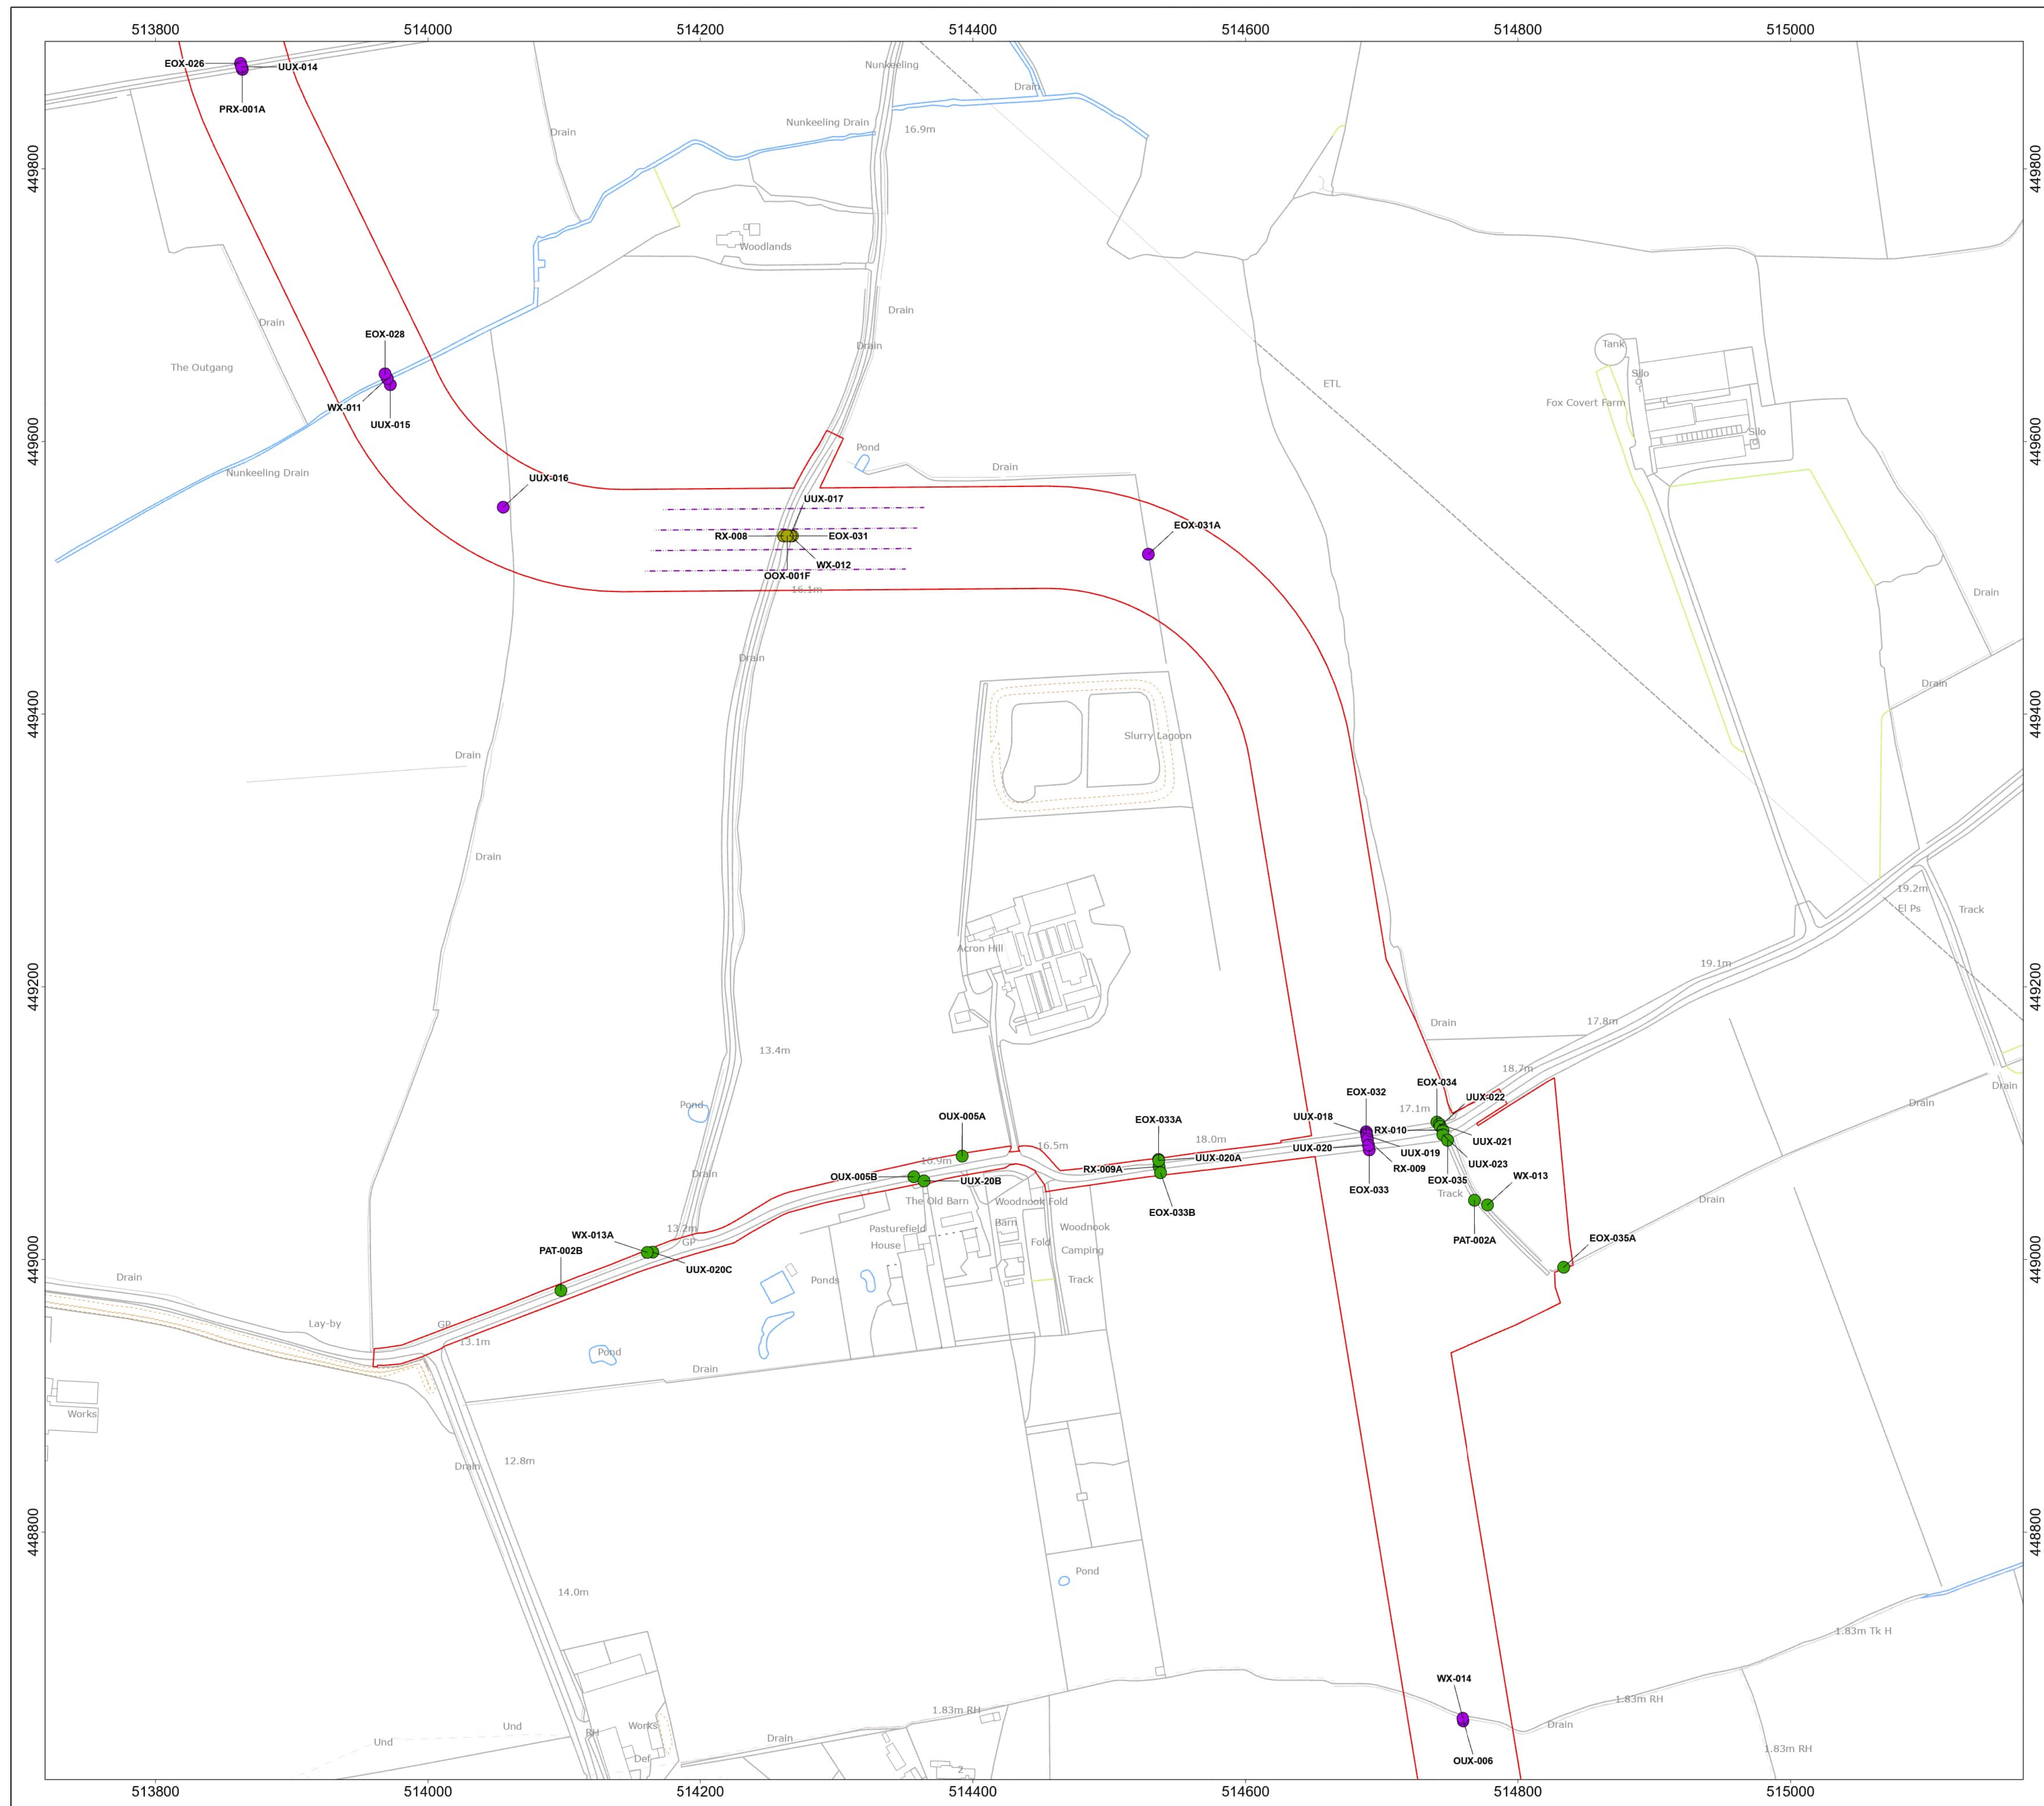 513800 514000 514200 514400 514600 514800 515000
EOX-026
UUX-014
PRX-001A
Nunkeeling
Drain
Nunkeeling Drain
16.9m
Drain
449800
449800
Woodlands
Drain
Drain
Drain
EOX-028
Tank
The Outgang
Silo
ETL
WX-011
Fox Covert Farm
UUX-015
Silo
449600
449600
Pond
Nunkeeling Drain
Drain
UUX-016
UUX-017
EOX-031A
RX-008
EOX-031
WX-012
OOX-001F
16.1m
Drain
Drain
Drain
449400
449400
Slurry Lagoon
Drain
Drain
19.2m
El Ps
Track
Acron Hill
19.1m
449200
449200
17.8m
Drain
13.4m
18.7m
EOX-034
Drain
EOX-032
UUX-022
Pond
Drain
17.1m
OUX-005A
EOX-033A
UUX-018
RX-010
UUX-021
16.5m
18.0m
UUX-020
UUX-019
16.9m
UUX-020A
UUX-023
RX-009A
RX-009
Drain
OUX-005B
UUX-20B
EOX-035
WX-013
EOX-033
Track
The Old Barn
Woodnook Fold
Drain
EOX-033B
Barn
Woodnook
13.2m
Pasturefield
WX-013A
GP
House
Fold
Camping
PAT-002A
EOX-035A
PAT-002B
449000
449000
UUX-020C
Drain
Ponds
Track
Lay-by
GP
13.1m
Pond
Drain
Works
Drain
12.8m
448800
448800
Pond
14.0m
1.83m Tk H
WX-014
1.83m RH
1.83m RH
Und
Works
RH
Drain
Drain
Und
1.83m RH
Def
OUX-006
2
513800 514000 514200 514400 514600 514800 515000